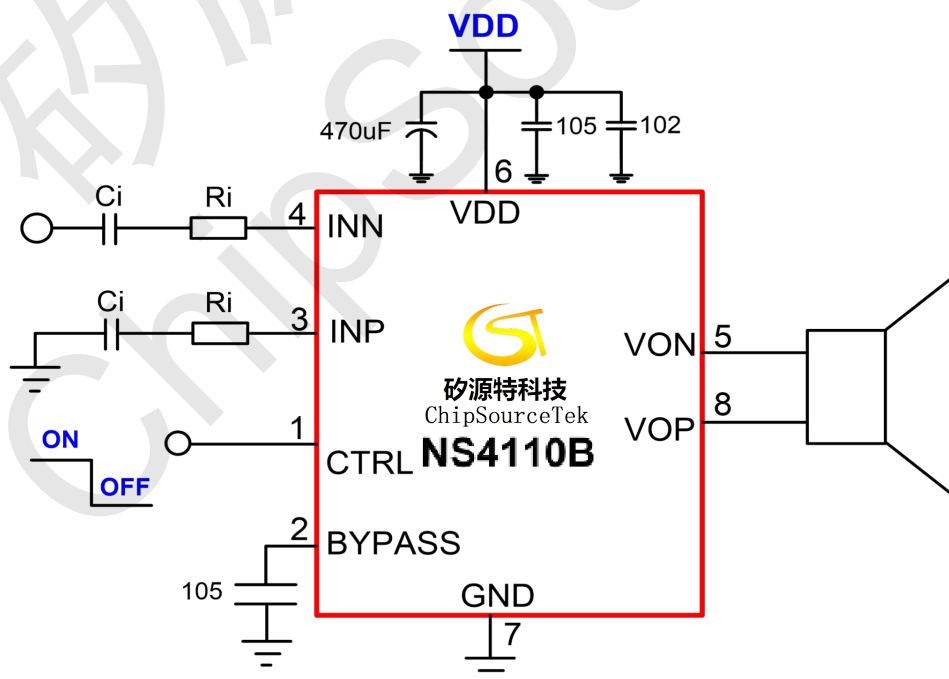 VDD
470uF
105
102
6
VDD
Ci
Ri
4
INN
Ci
Ri
3
INP
VON
5
矽源特科技
ChipSourceTek
NS4110B
VOP
8
1
CTRL
ON
OFF
2
BYPASS
105
GND
7